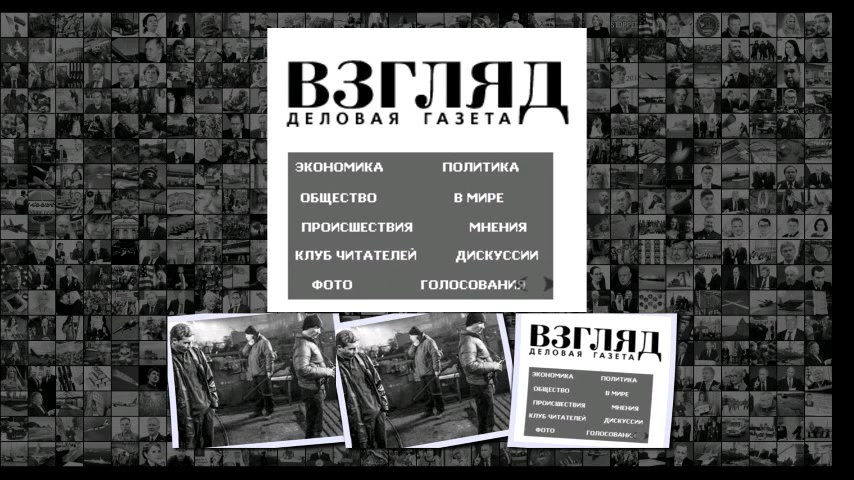 ВЗГЛЯД
ДЕЛОВАЯ ГАЗЕТА
ЭКОНОМИКА ПОЛИТИКА
ОБЩЕСТВО В МИРЕ
ПРОИСШЕСТВИЯ МНЕНИЯ
КЛУБ ЧИТАТЕЛЕЙ ДИСКУССИИ
ФОТО ГОЛОСОВАНИЯ
ВЗГЛЯД
ДЕЛОВАЯ ГАЗЕТА
ЭКОНОМИКА ПОЛИТИКА
ОБЩЕСТВО В МИРЕ
ПРОИСШЕСТВИЯ МНЕНИЯ
КЛУБ ЧИТАТЕЛЕЙ ДИСКУССИИ
ФОТО